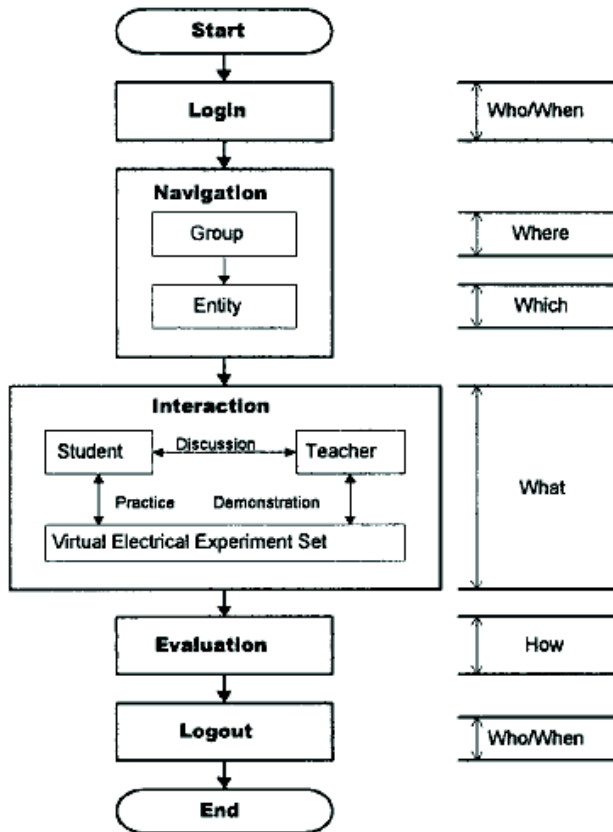 Start
Login
Who/When
Navigation
Group
Where
Entity
Which
Interaction
Student
Discussion
Teacher
Practice
Demonstration
What
Virtual Electrical Experiment Set
Evaluation
How
Logout
Who/When
End